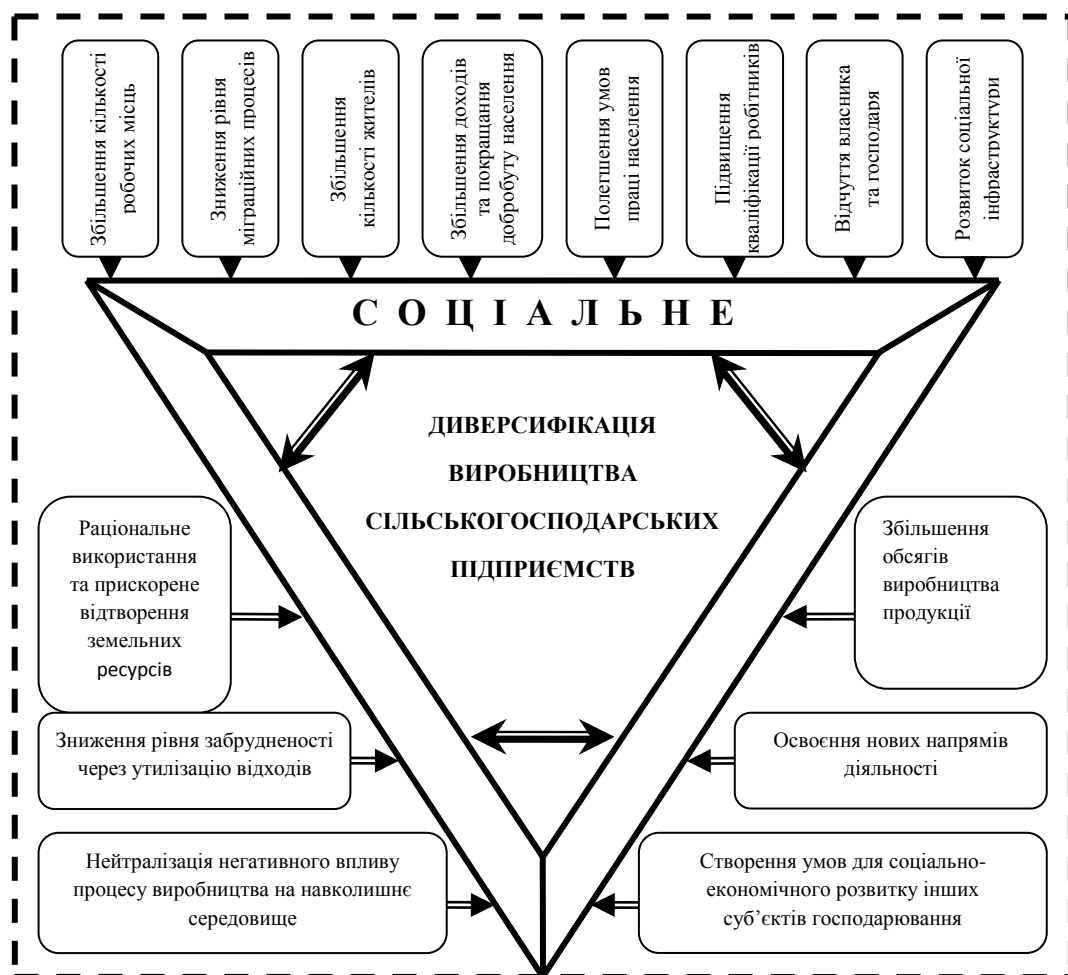 Збільшення кількості
робочих місць
Зниження рівня
міграційних процесів
Збільшення
кількості жителів
Збільшення доходів
та покращання
добробуту населення
Полегшення умов
праці населення
Підвищення
кваліфікації робітників
Відчуття власника
та господаря
Розвиток соціальної
інфраструктури
С О Ц І А Л Ь Н Е
ДИВЕРСИФІКАЦІЯ
ВИРОБНИЦТВА
СІЛЬСЬКОГОСПОДАРСЬКИХ
ПІДПРИЄМСТВ
Раціональне
використання
та прискорене
відтворення
земельних
ресурсів
Збільшення
обсягів
виробництва
продукції
Зниження рівня забрудненості
через утилізацію відходів
Освоєння нових напрямів
діяльності
Нейтралізація негативного впливу
процесу виробництва на навколишнє
середовище
Створення умов для соціально-
економічного розвитку інших
суб’єктів господарювання